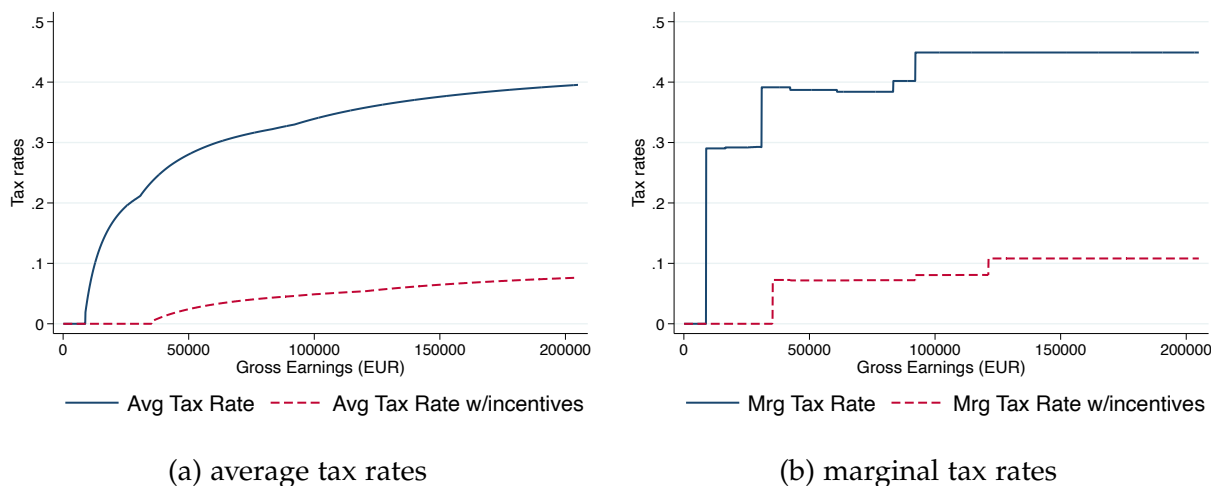 .5
.4
.3
.2
.1
0
Tax rates
0 50000 100000 150000 200000
Gross Earnings (EUR)
Avg Tax Rate Avg Tax Rate w/incentives
(a) average tax rates
.5
.4
.3
.2
.1
0
Tax rates
0 50000 100000 150000 200000
Gross Earnings (EUR)
Mrg Tax Rate Mrg Tax Rate w/incentives
(b) marginal tax rates